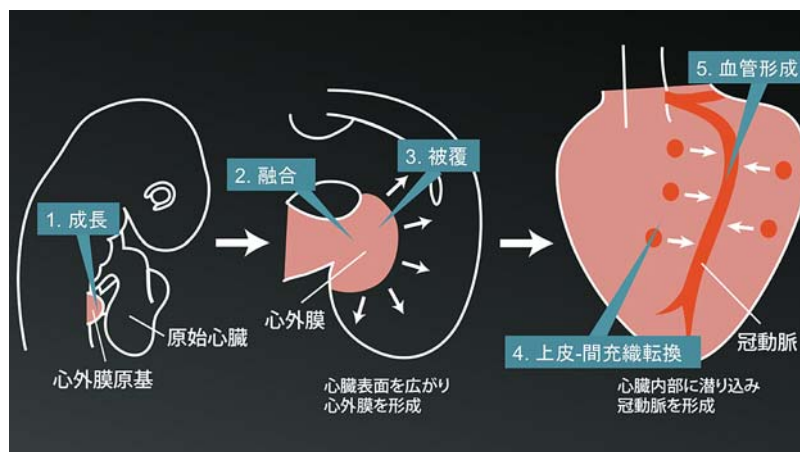 1. 成長
原始心臓
心外膜原基
2. 融合
3. 被覆
心外膜
心臓表面を広がり
心外膜を形成
5. 血管形成
4. 上皮-間充織転換
冠動脈
心臓内部に潜り込み
冠動脈を形成